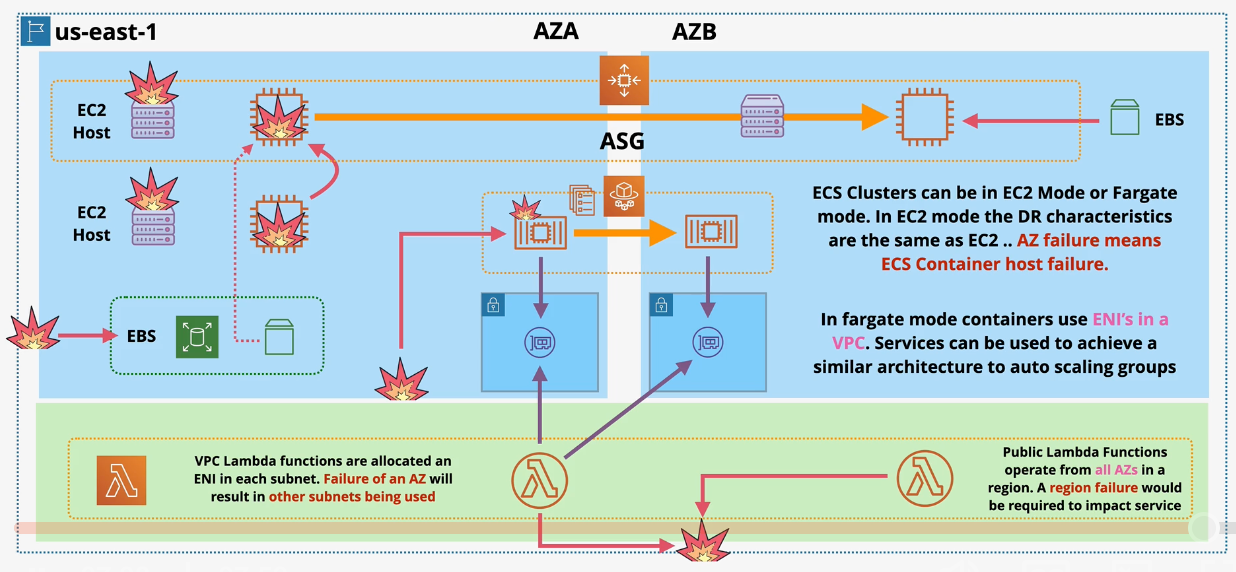 us-east-1
AZA
AZB
EC2
Host
ASG
EBS
EC2
Host
ECS Clusters can be in EC2 Mode or Fargate
mode. In EC2 mode the DR characteristics
are the same as EC2 .. AZ failure means
ECS Container host failure.
EBS
In fargate mode containers use ENI's in a
VPC. Services can be used to achieve a
similar architecture to auto scaling groups
VPC Lambda functions are allocated an
ENI in each subnet. Failure of an AZ will
result in other subnets being used
Public Lambda Functions
operate from all AZs in a
region. A region failure would
be required to impact service